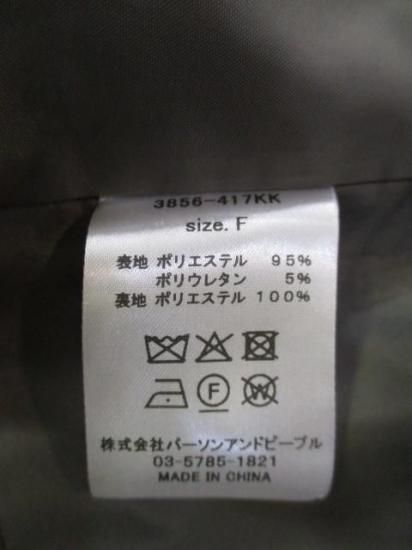 3856-417KK
size. F
表地 ポリエステル 95%
ポリウレタン 5%
裏地 ポリエステル 100%
F W
株式会社パーソンアンドピープル
03-5785-1821
MADE IN CHINA